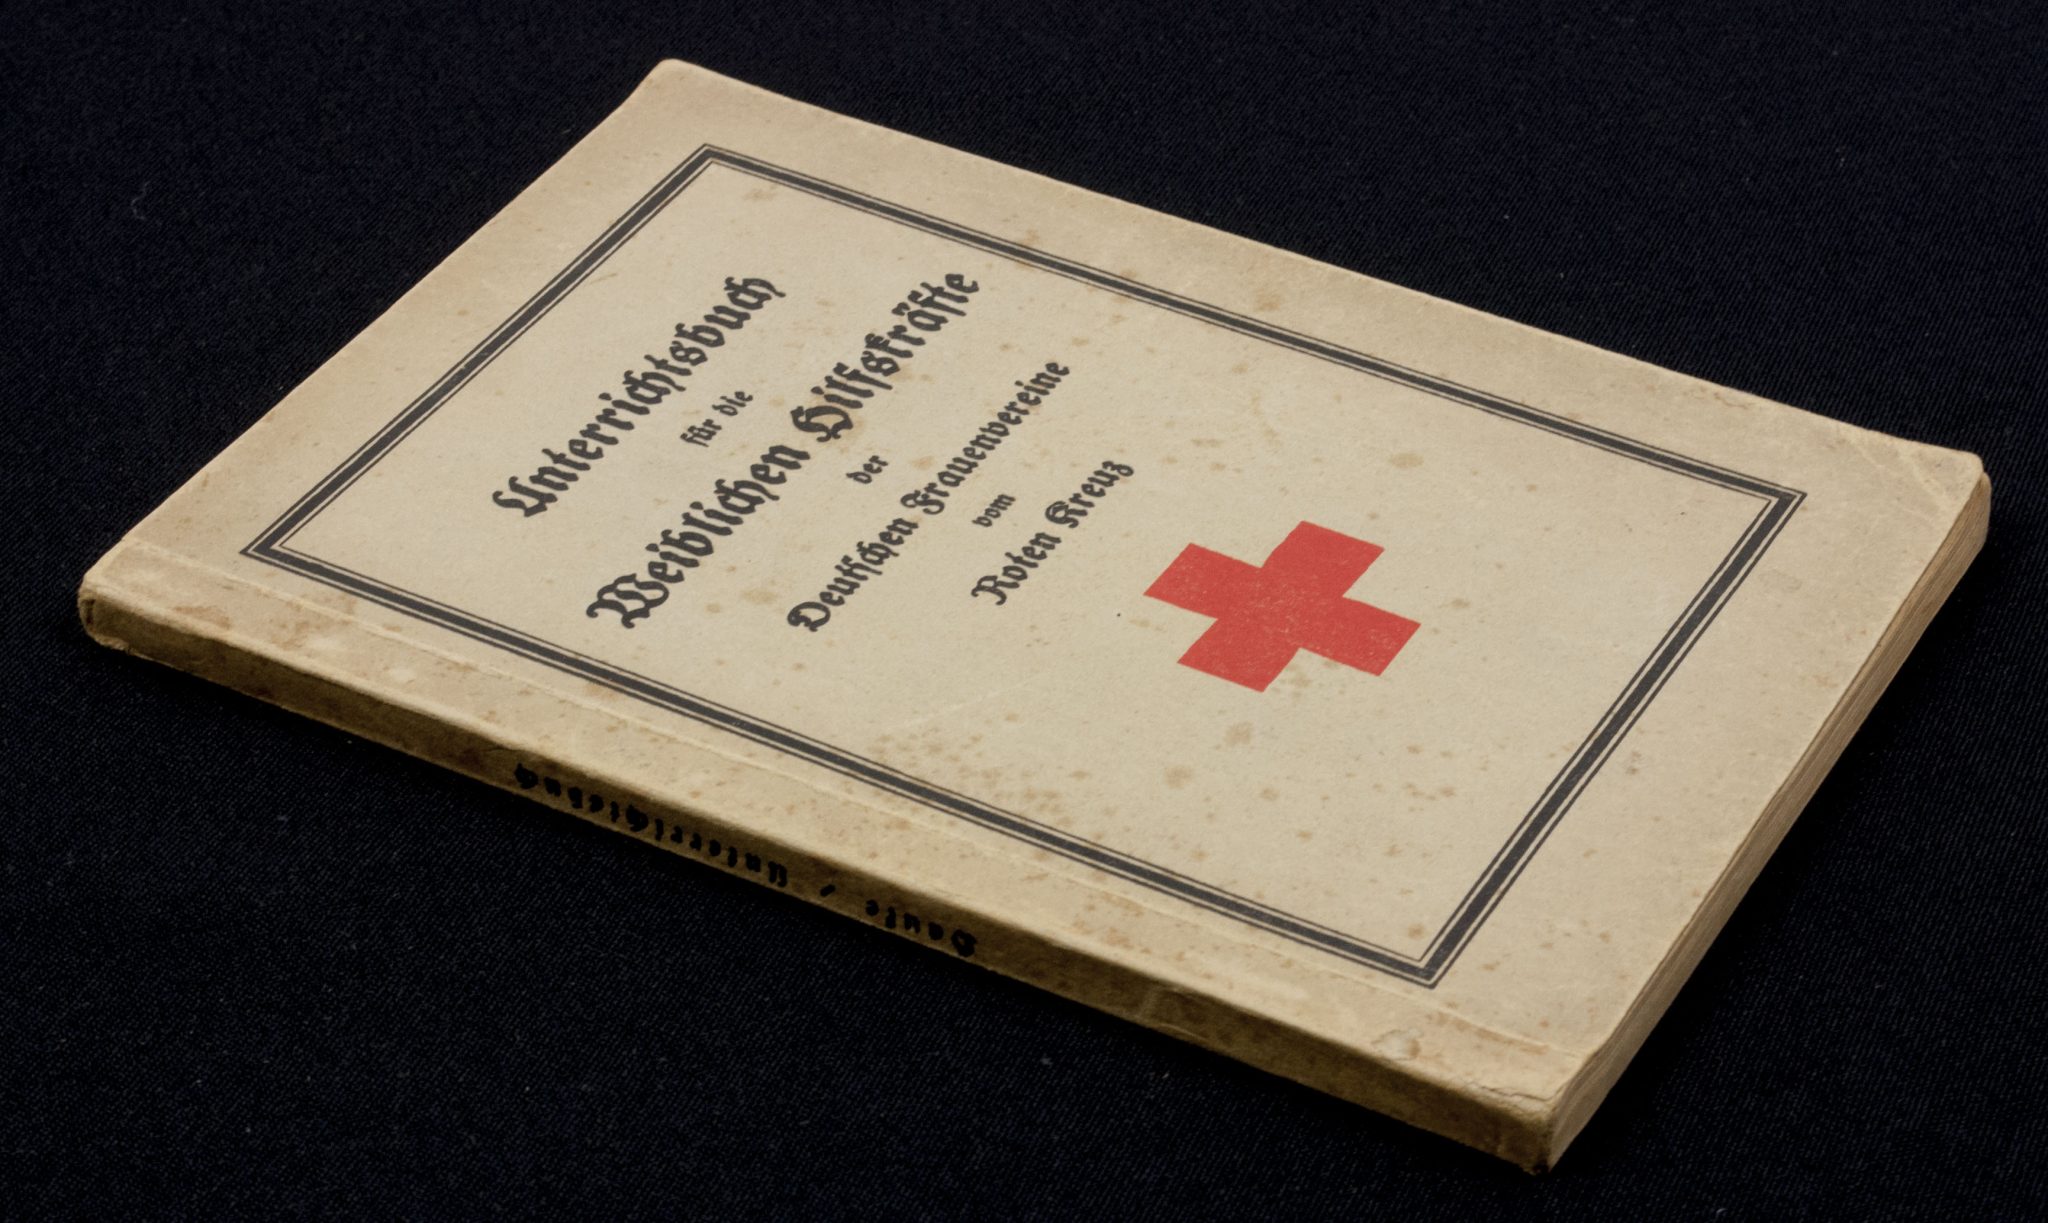 Unterrichtsbuch
für die
Weiblichen Hilfskräfte
der
Deutschen Frauenvereine
vom
Roten Kreuz
/ Unterrichtsbuch